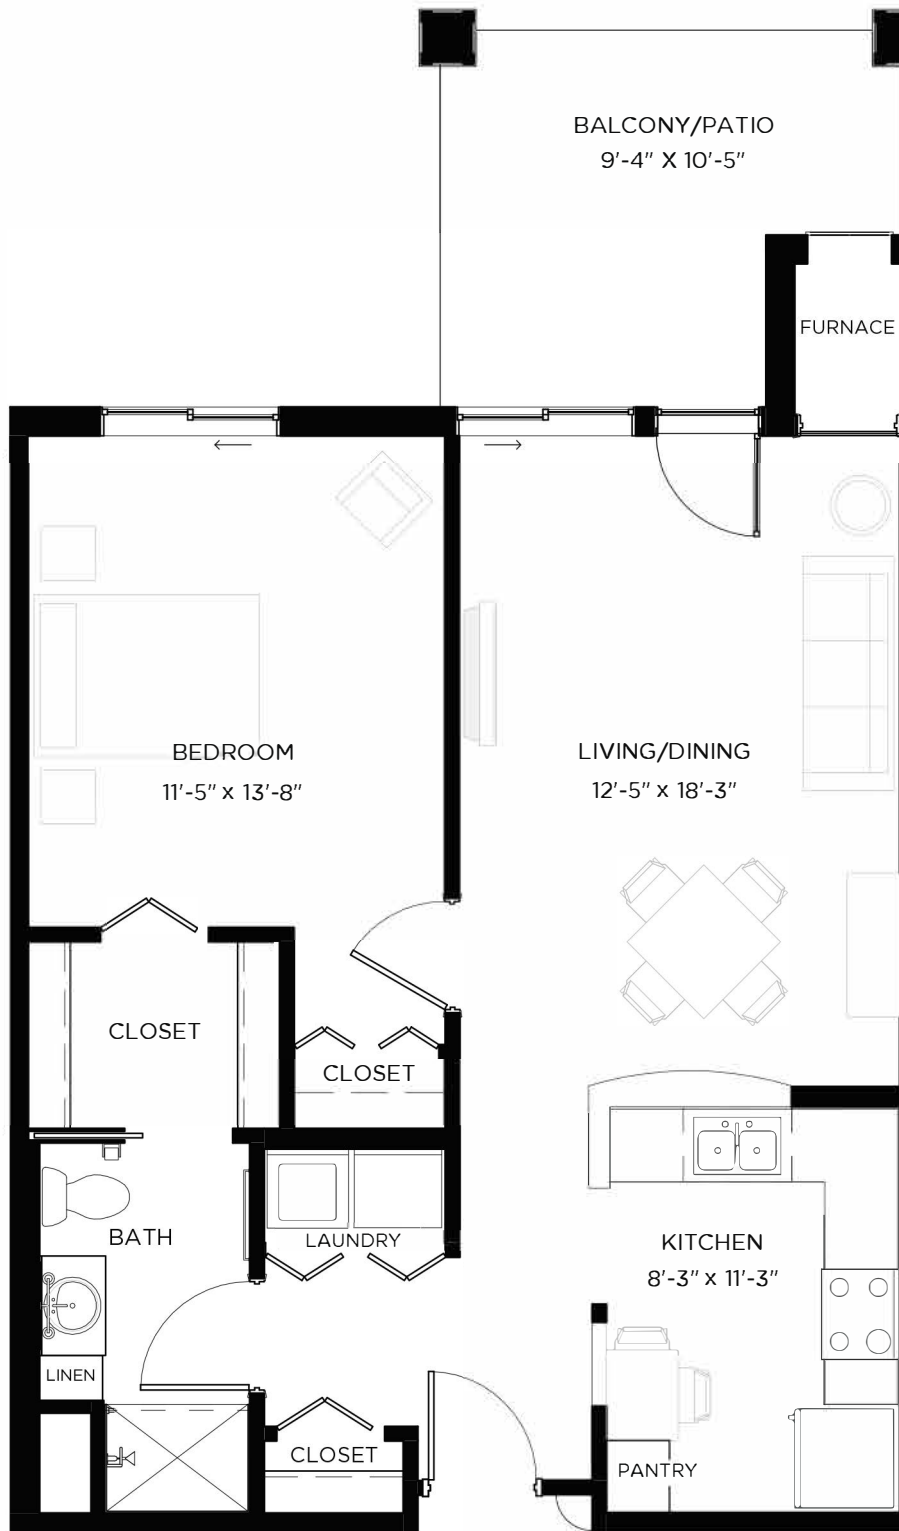 BALCONY/PATIO
9'-4" X 10'-5"
FURNACE
BEDROOM
11'-5" x 13'-8"
LIVING/DINING
12'-5" x 18'-3"
CLOSET
CLOSET
BATH
LAUNDRY
KITCHEN
8'-3" x 11'-3"
LINEN
CLOSET
PANTRY